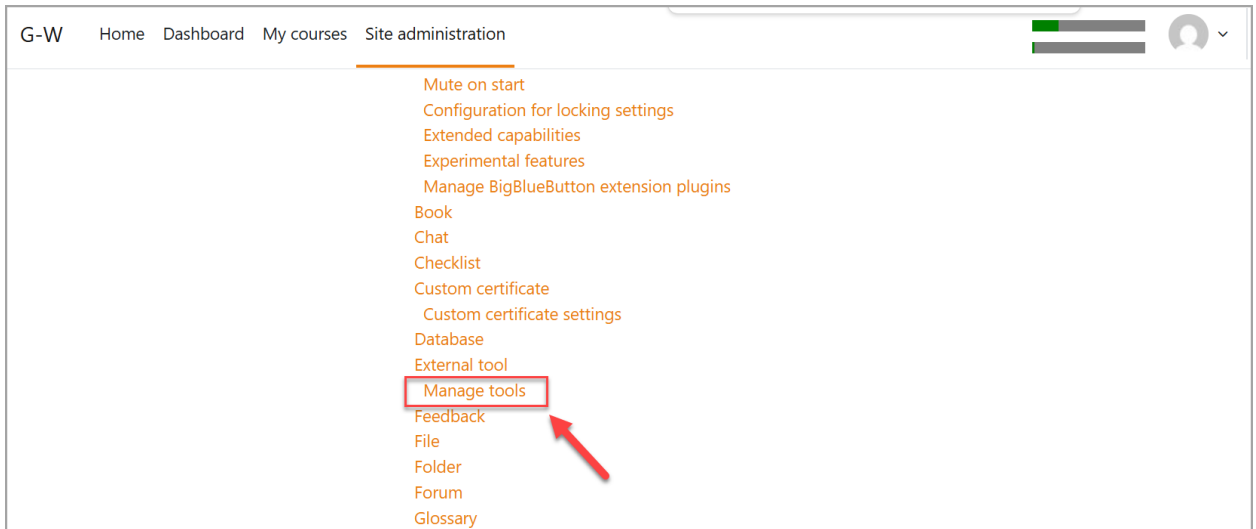 G-W Home Dashboard My courses Site administration
Mute on start
Configuration for locking settings
Extended capabilities
Experimental features
Manage BigBlueButton extension plugins
Book
Chat
Checklist
Custom certificate
Custom certificate settings
Database
External tool
Manage tools
Feedback
File
Folder
Forum
Glossary